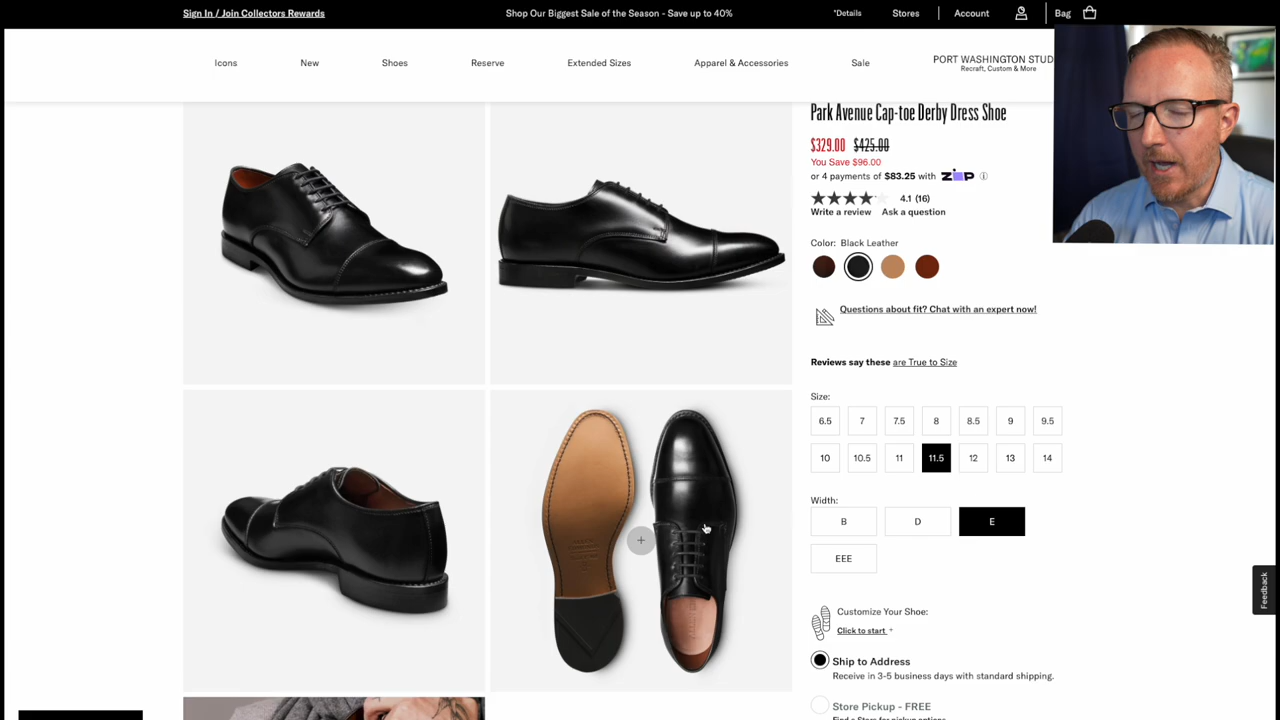 Sign In / Join Collectors Rewards
Shop Our Biggest Sale of the Season - Save up to 40%
*Details
Stores
Account
Bag
Icons
New
Shoes
Reserve
Extended Sizes
Apparel & Accessories
Sale
PORT WASHINGTON STUD
Recraft, Custom & More
Park Avenue Cap-toe Derby Dress Shoe
$329.00 $425.00
You Save $96.00
or 4 payments of $83.25 with ZIP
4.1 (16)
Write a review Ask a question
Color: Black Leather
Questions about fit? Chat with an expert now!
Reviews say these are True to Size
Size:
6.5 7 7.5 8 8.5 9 9.5
10 10.5 11 11.5 12 13 14
Width:
B D E
EEE
Customize Your Shoe:
Click to start +
Ship to Address
Receive in 3-5 business days with standard shipping.
Store Pickup - FREE
Find a Store for pickup options
Feedback